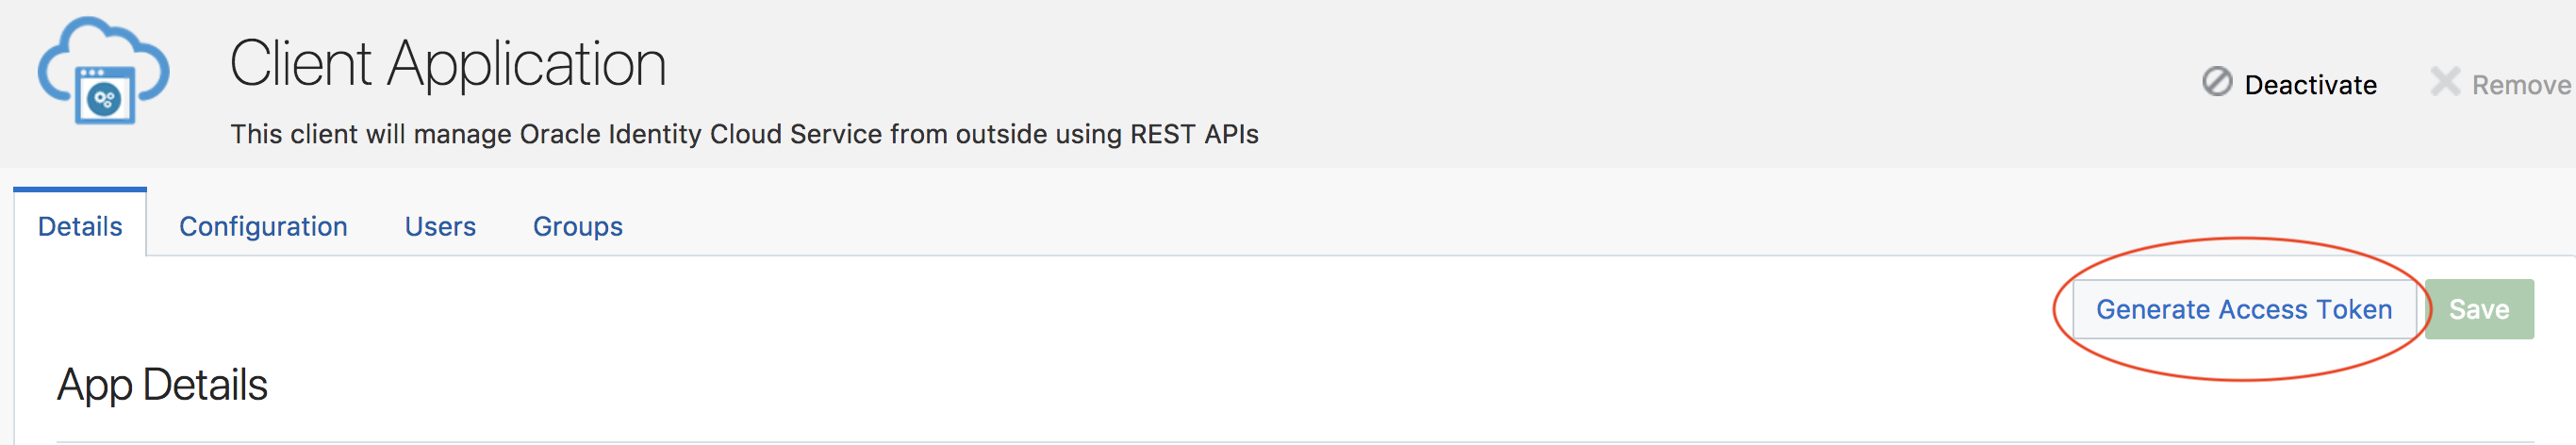 Client Application
Deactivate
Remove
This client will manage Oracle Identity Cloud Service from outside using REST APIs
Details
Configuration
Users
Groups
Generate Access Token
Save
App Details